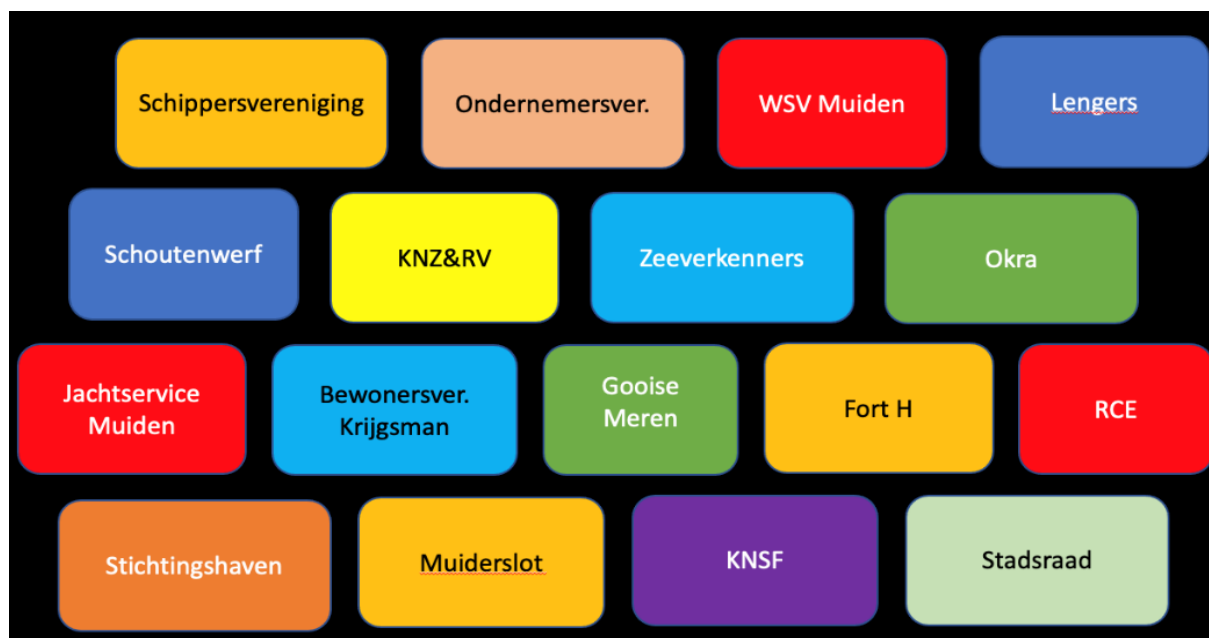 Schippersvereniging
Ondernemersver.
WSV Muiden
Lengers
Schoutenwerf
KNZ&RV
Zeeverkenners
Okra
Jachtservice
Muiden
Bewonersver.
Krijgsman
Gooise
Meren
Fort H
RCE
Stichtingshaven
Muiderslot
KNSF
Stadsraad